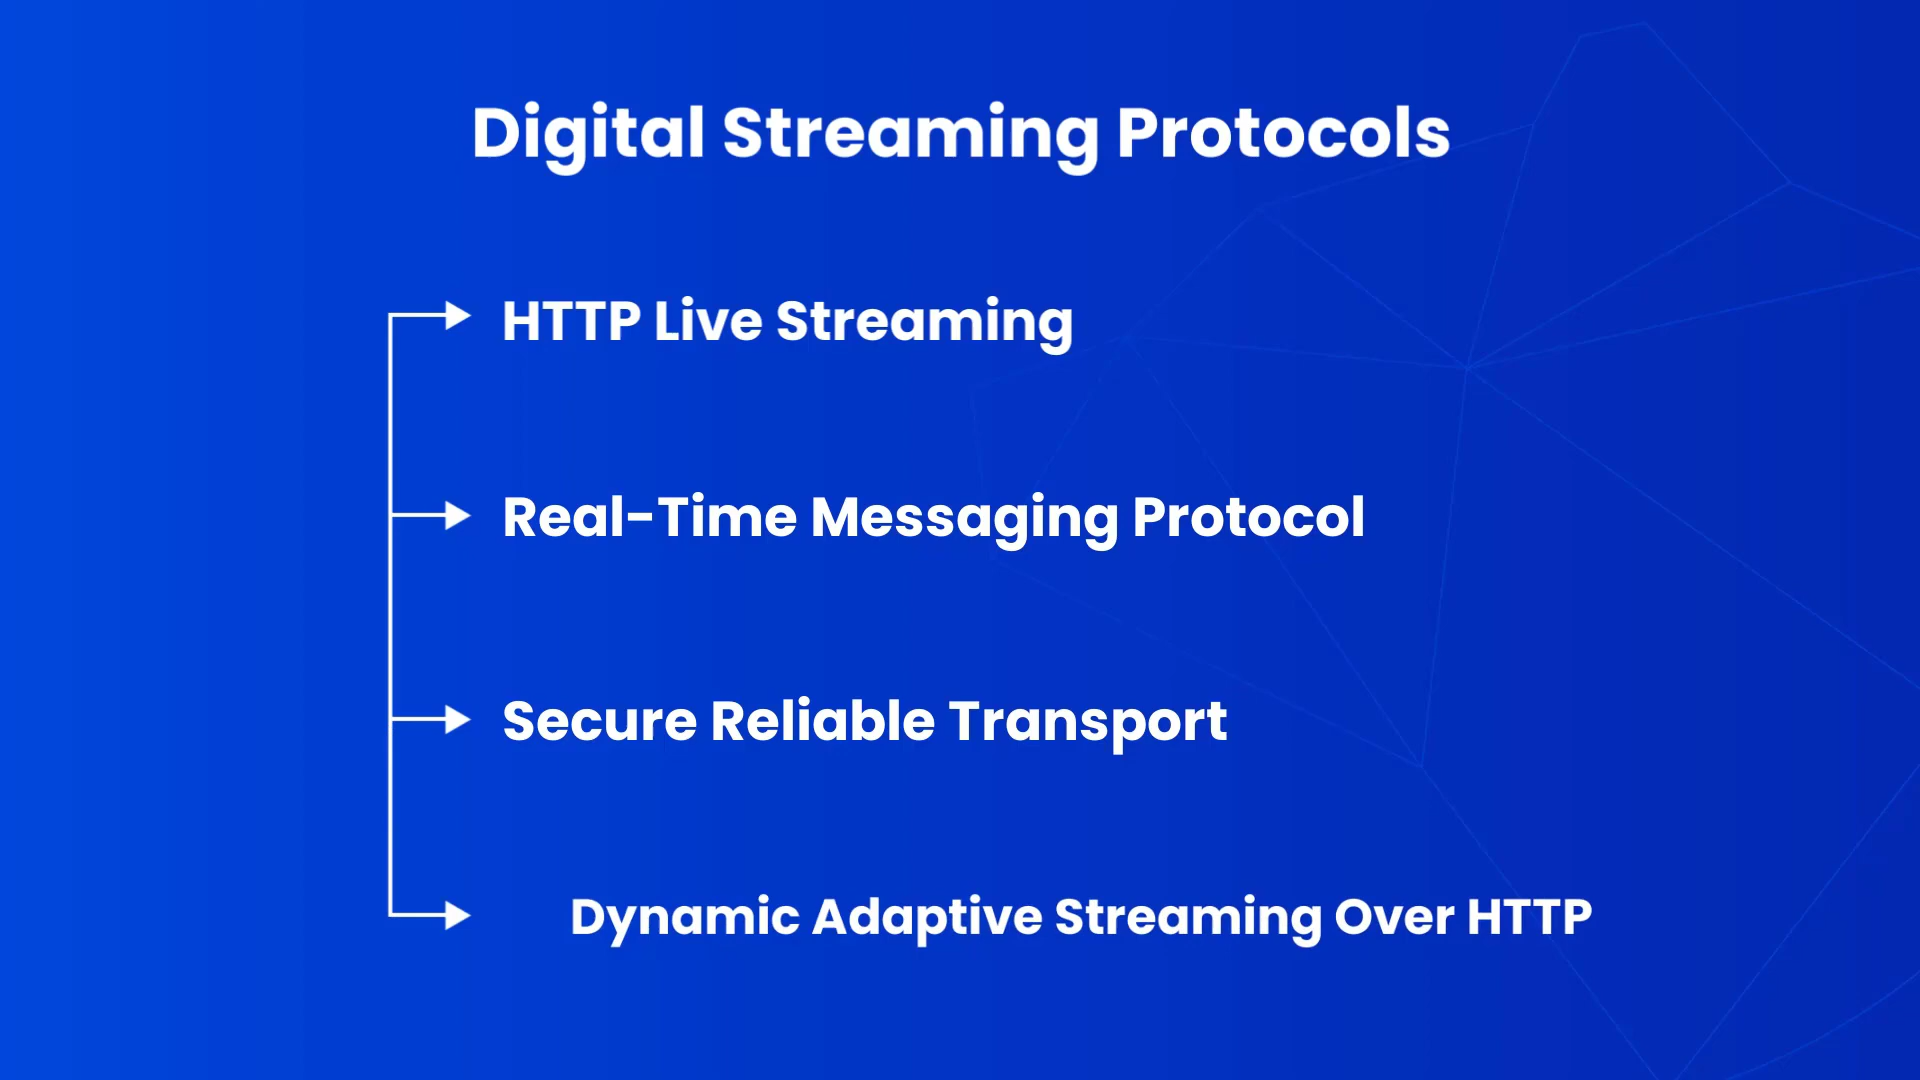 Digital Streaming Protocols
HTTP Live Streaming
Real-Time Messaging Protocol
Secure Reliable Transport
Dynamic Adaptive Streaming Over HTTP